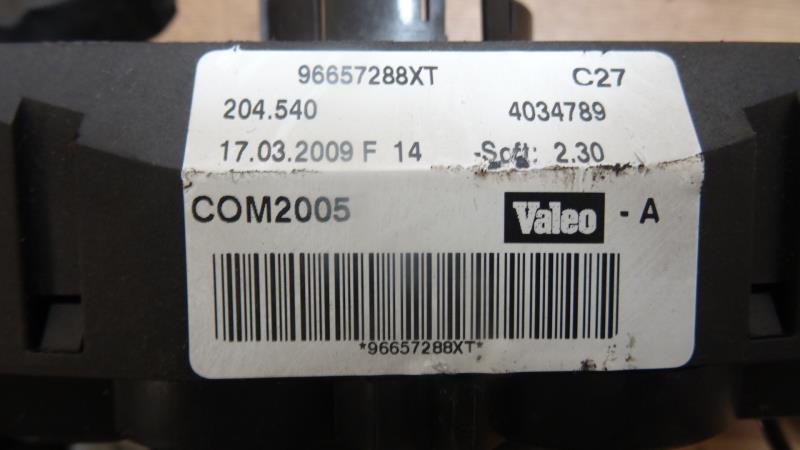 96657288XT C27
204.540 4034789
17.03.2009 F 14 -Soft: 2.30
COM2005 Valeo - A
*96657288XT*